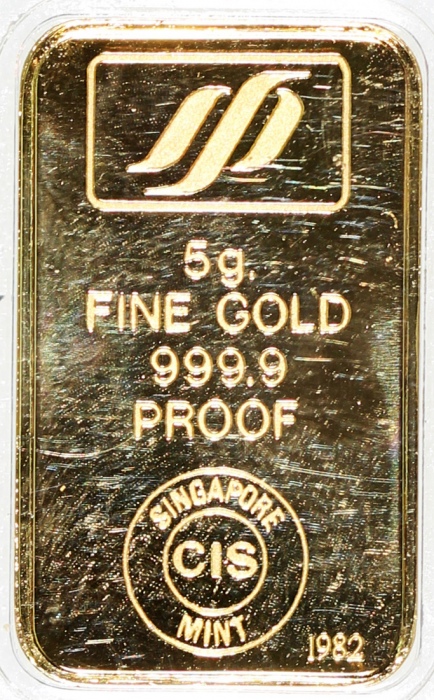 5g.
FINE GOLD
999.9
PROOF
SINGAPORE
CIS
MINT
1982